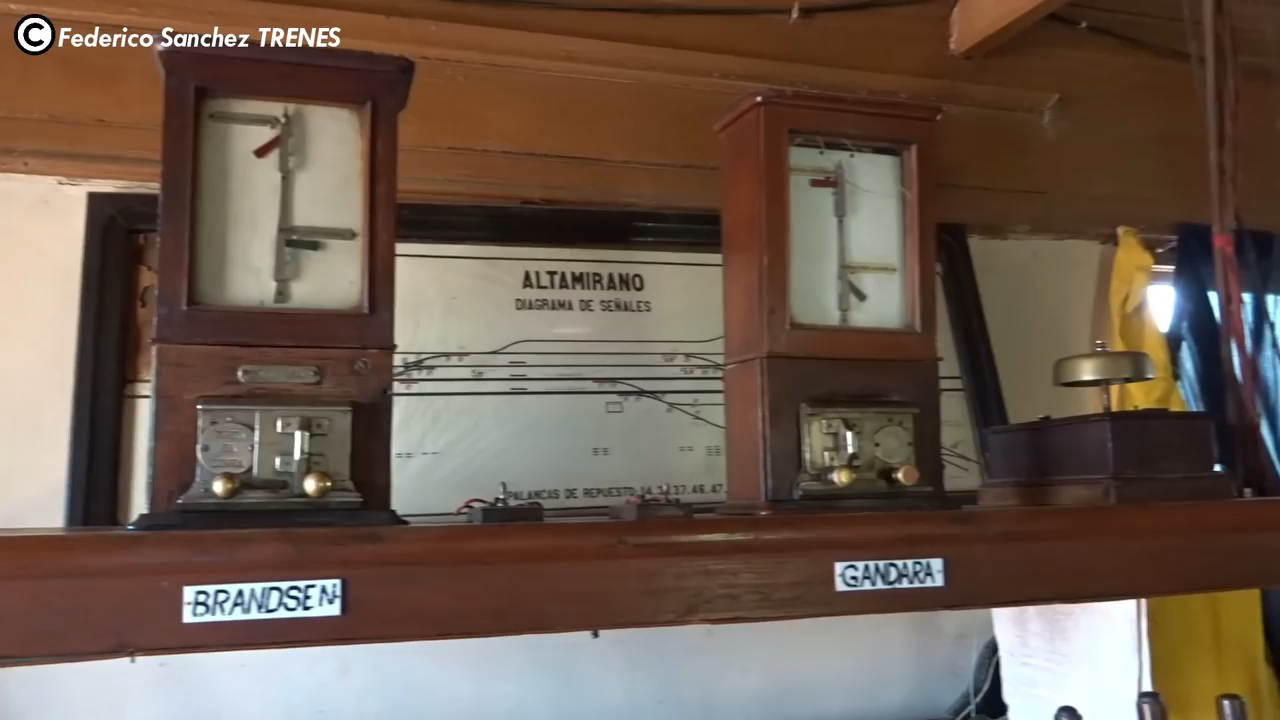 © Federico Sanchez TRENES
ALTAMIRANO
DIAGRAMA DE SEÑALES
PALANCAS DE REPUESTO:
-BRANDSEN-
-GANDARA-